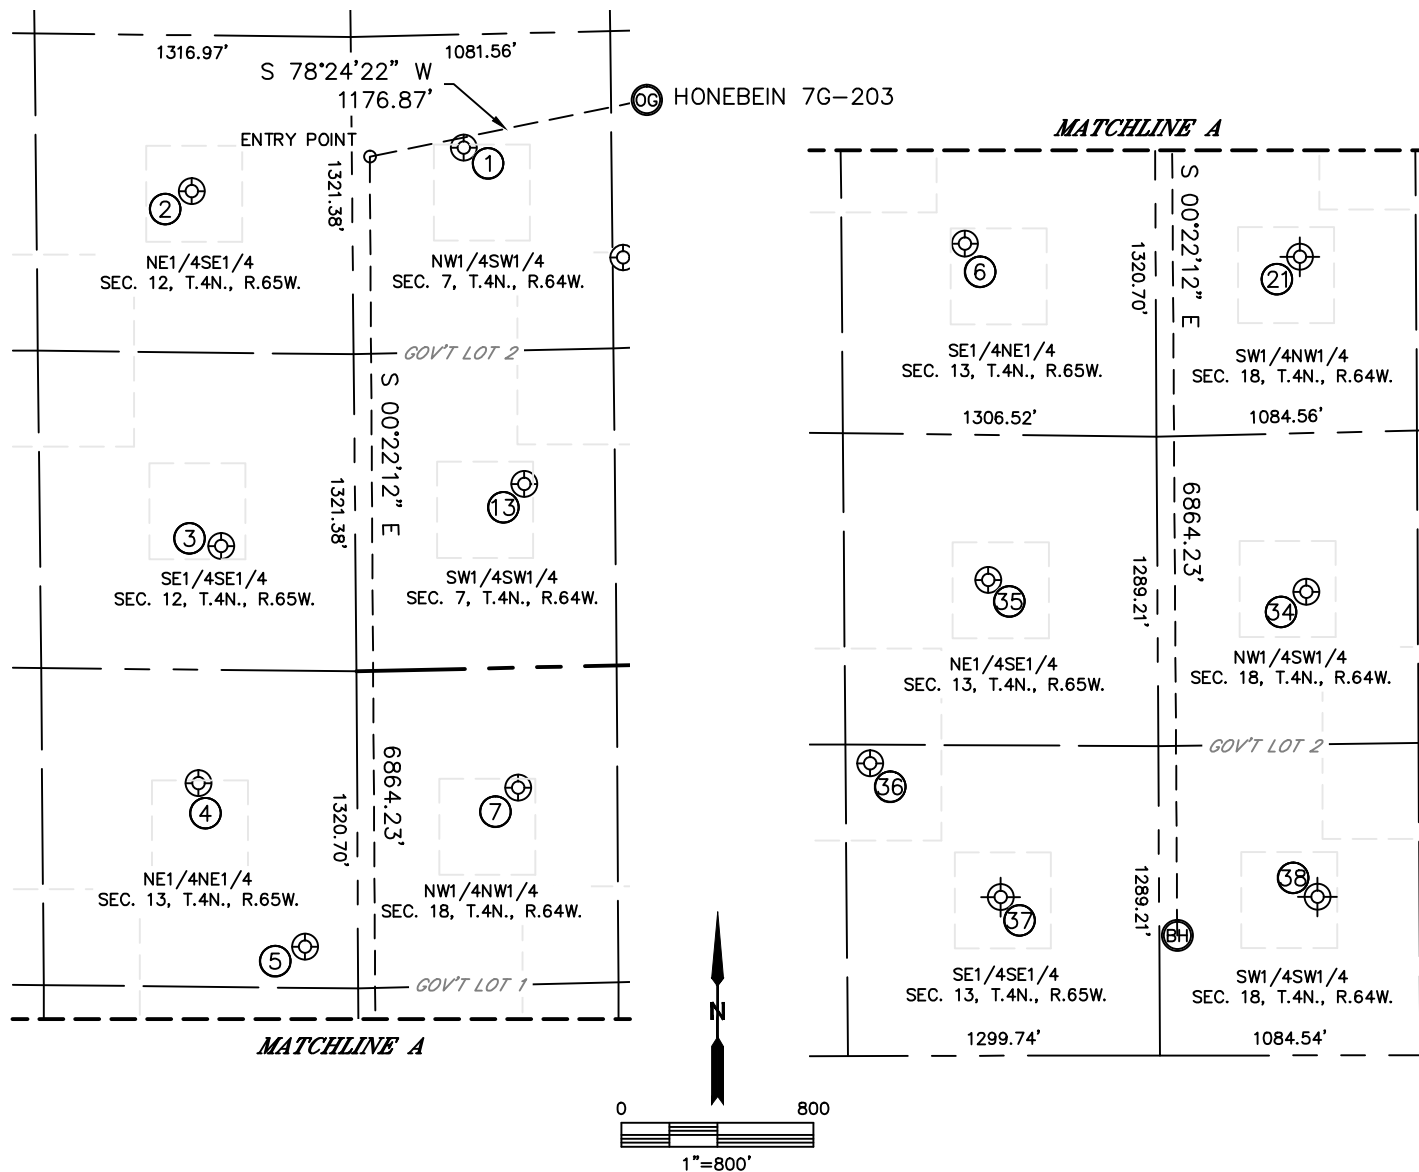 1316.97'
1081.56'
S 78°24'22" W
1176.87'
OG HONEBEIN 7G-203
ENTRY POINT
1
2
1321.38'
NE1/4SE1/4
SEC. 12, T.4N., R.65W.
NW1/4SW1/4
SEC. 7, T.4N., R.64W.
GOV'T LOT 2
S 00°22'12" E
1321.38'
13
3
SE1/4SE1/4
SEC. 12, T.4N., R.65W.
SW1/4SW1/4
SEC. 7, T.4N., R.64W.
6864.23'
1320.70'
4
7
NE1/4NE1/4
SEC. 13, T.4N., R.65W.
NW1/4NW1/4
SEC. 18, T.4N., R.64W.
5
GOV'T LOT 1
MATCHLINE A
MATCHLINE A
S 00°22'12" E
1320.70'
6
21
SE1/4NE1/4
SEC. 13, T.4N., R.65W.
SW1/4NW1/4
SEC. 18, T.4N., R.64W.
1306.52'
1084.56'
6864.23'
1289.21'
35
34
NE1/4SE1/4
SEC. 13, T.4N., R.65W.
NW1/4SW1/4
SEC. 18, T.4N., R.64W.
GOV'T LOT 2
36
1289.21'
38
37
BH
SE1/4SE1/4
SEC. 13, T.4N., R.65W.
SW1/4SW1/4
SEC. 18, T.4N., R.64W.
1299.74'
1084.54'
N
0 800
1"=800'